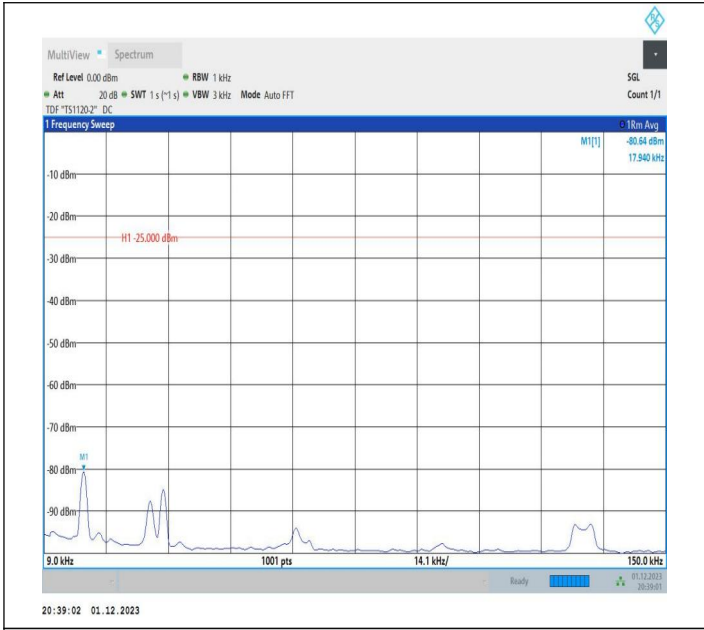 R S
MultiView Spectrum
Ref Level 0.00 dBm RBW 1 kHz SGL
Att 20 dB SWT 1 s (~1 s) VBW 3 kHz Mode Auto FFT Count 1/1
TDF "TS1120-2" DC
1 Frequency Sweep 1Rm Avg
M1[1] -80.64 dBm
17.940 kHz
-10 dBm
-20 dBm
H1 -25.000 dBm
-30 dBm
-40 dBm
-50 dBm
-60 dBm
-70 dBm
M1
-80 dBm
-90 dBm
9.0 kHz 1001 pts 14.1 kHz/ 150.0 kHz
Ready 01.12.2023
20:39:01
20:39:02 01.12.2023